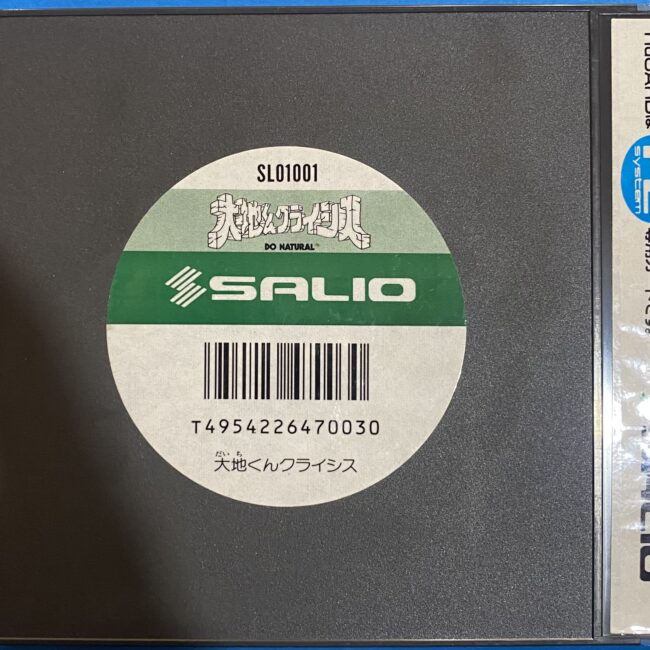 SL01001
大地くんクライシス
DO NATURAL
SALIO
T4954226470030
だいち
大地くんクライシス
system